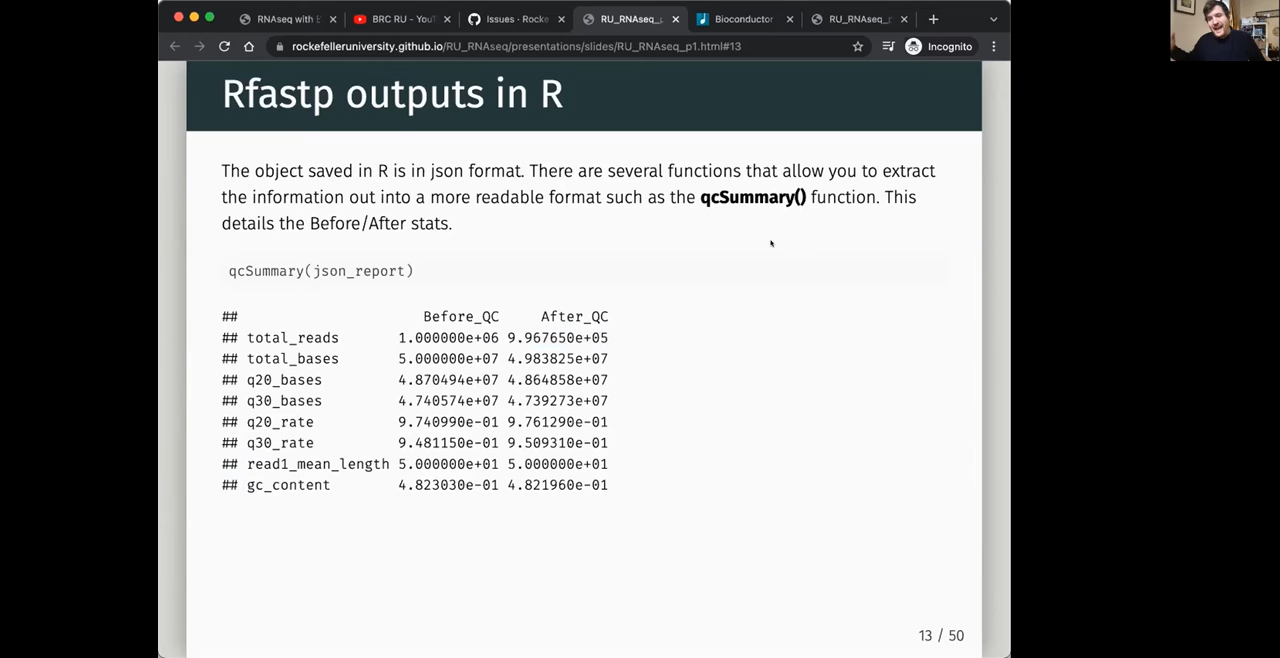 RNAseq with
BRC RU - YouT
Issues · Rocke
RU_RNAseq_
Bioconductor
RU_RNAseq_
rockefelleruniversity.github.io/RU_RNAseq/presentations/slides/RU_RNAseq_p1.html#13
Incognito
Rfastp outputs in R
The object saved in R is in json format. There are several functions that allow you to extract
the information out into a more readable format such as the qcSummary() function. This
details the Before/After stats.
qcSummary(json_report)
## Before_QC After_QC
## total_reads 1.000000e+06 9.967650e+05
## total_bases 5.000000e+07 4.983825e+07
## q20_bases 4.870494e+07 4.864858e+07
## q30_bases 4.740574e+07 4.739273e+07
## q20_rate 9.740990e-01 9.761290e-01
## q30_rate 9.481150e-01 9.509310e-01
## read1_mean_length 5.000000e+01 5.000000e+01
## gc_content 4.823030e-01 4.821960e-01
13 / 50